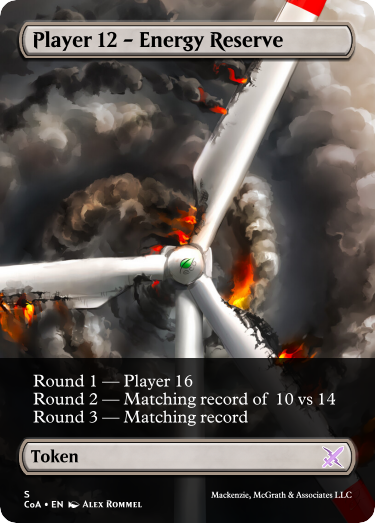 Player 12 – Energy Reserve
Round 1 — Player 16
Round 2 — Matching record of 10 vs 14
Round 3 — Matching record
Token
S
CoA • EN Alex Rommel
Mackenzie, McGrath & Associates LLC